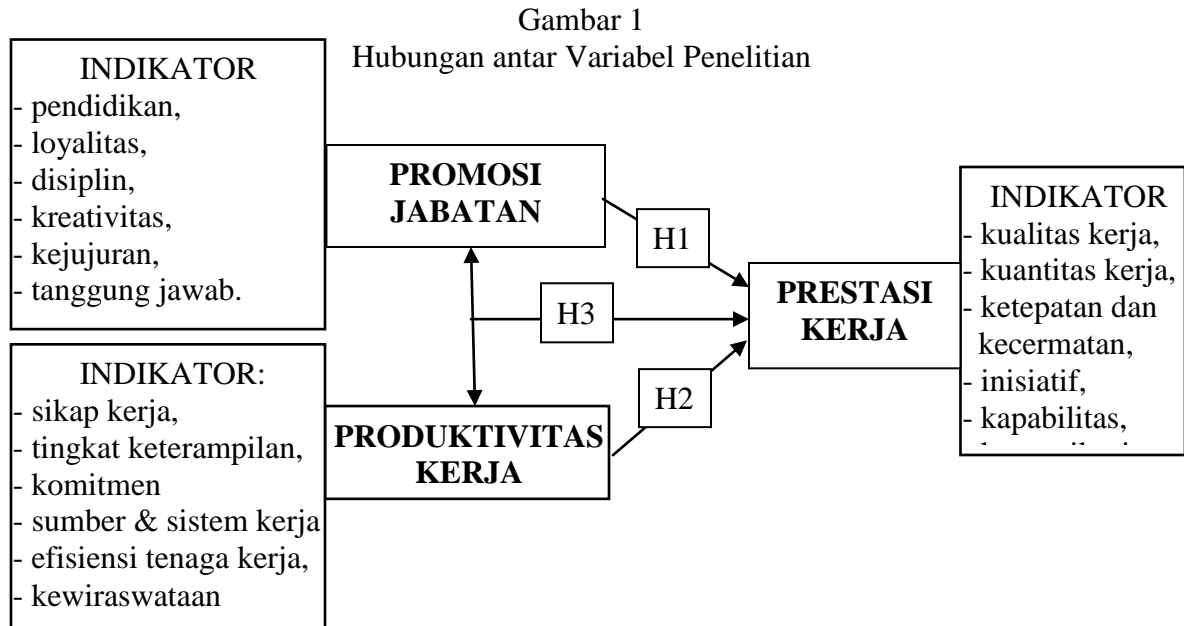 Gambar 1
Hubungan antar Variabel Penelitian
INDIKATOR
- pendidikan,
- loyalitas,
- disiplin,
- kreativitas,
- kejujuran,
- tanggung jawab.
PROMOSI
JABATAN
H1
INDIKATOR
- kualitas kerja,
- kuantitas kerja,
- ketepatan dan
kecermatan,
- inisiatif,
- kapabilitas,
PRESTASI
KERJA
H3
H2
INDIKATOR:
- sikap kerja,
- tingkat keterampilan,
- komitmen
- sumber & sistem kerja
- efisiensi tenaga kerja,
- kewiraswataan
PRODUKTIVITAS
KERJA